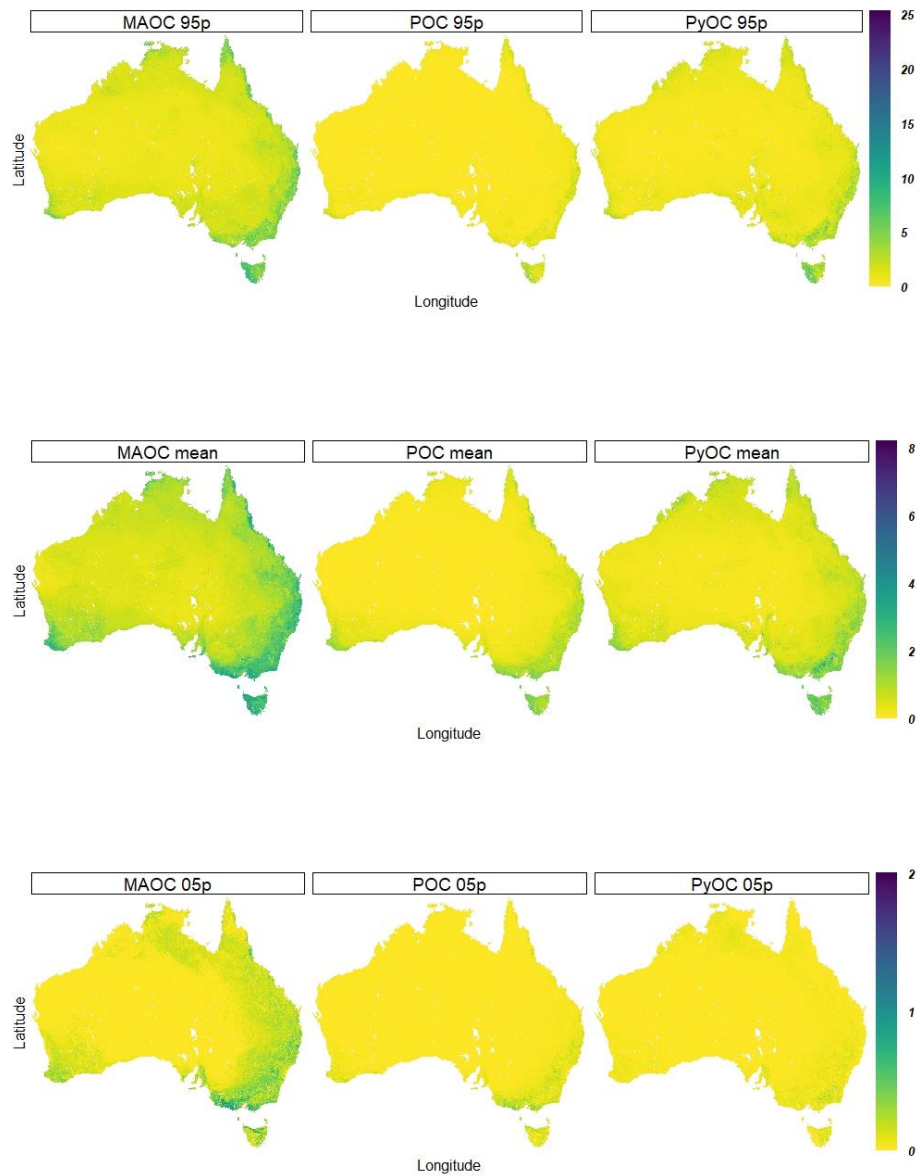 MAOC 95p
POC 95p
PyOC 95p
25
20
15
10
5
0
Latitude
Longitude
MAOC mean
POC mean
PyOC mean
8
6
4
2
0
Latitude
Longitude
MAOC 05p
POC 05p
PyOC 05p
2
1
0
Latitude
Longitude